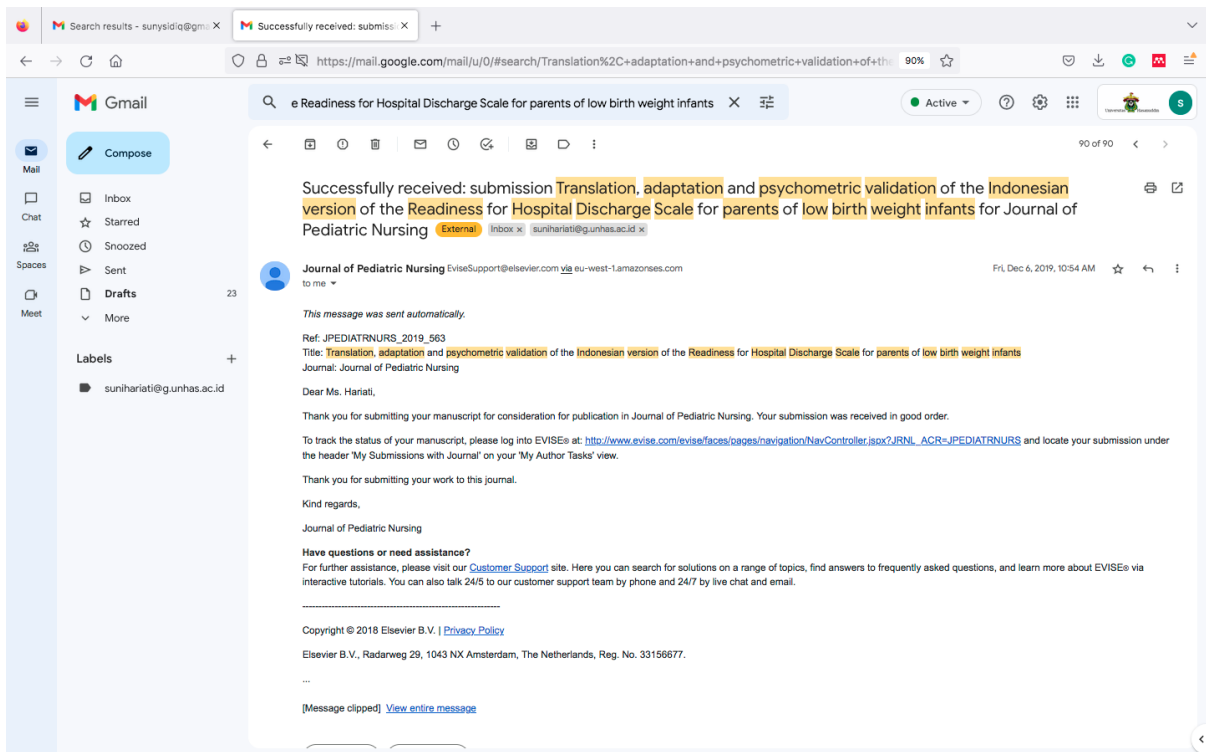 Search results - sunysidiq@gma
Successfully received: submissi
https://mail.google.com/mail/u/0/#search/Translation%2C+adaptation+and+psychometric+validation+of+the
90%
Gmail
e Readiness for Hospital Discharge Scale for parents of low birth weight infants
Active
S
Mail
Chat
Spaces
Meet
Compose
Inbox
Starred
Snoozed
Sent
Drafts 23
More
Labels
sunihariati@g.unhas.ac.id
90 of 90
Successfully received: submission Translation, adaptation and psychometric validation of the Indonesian
version of the Readiness for Hospital Discharge Scale for parents of low birth weight infants for Journal of
Pediatric Nursing External Inbox x sunihariati@g.unhas.ac.id x
Journal of Pediatric Nursing EviseSupport@elsevier.com via eu-west-1.amazonses.com
Fri, Dec 6, 2019, 10:54 AM
to me
This message was sent automatically.
Ref: JPEDIATRNURS_2019_563
Title: Translation, adaptation and psychometric validation of the Indonesian version of the Readiness for Hospital Discharge Scale for parents of low birth weight infants
Journal: Journal of Pediatric Nursing
Dear Ms. Hariati,
Thank you for submitting your manuscript for consideration for publication in Journal of Pediatric Nursing. Your submission was received in good order.
To track the status of your manuscript, please log into EVISE® at: http://www.evise.com/evise/faces/pages/navigation/NavController.jspx?JRNL_ACR=JPEDIATRNURS and locate your submission under
the header 'My Submissions with Journal' on your 'My Author Tasks' view.
Thank you for submitting your work to this journal.
Kind regards,
Journal of Pediatric Nursing
Have questions or need assistance?
For further assistance, please visit our Customer Support site. Here you can search for solutions on a range of topics, find answers to frequently asked questions, and learn more about EVISE® via
interactive tutorials. You can also talk 24/5 to our customer support team by phone and 24/7 by live chat and email.
------------------------------------------------------------
Copyright © 2018 Elsevier B.V. | Privacy Policy
Elsevier B.V., Radarweg 29, 1043 NX Amsterdam, The Netherlands, Reg. No. 33156677.
...
[Message clipped] View entire message